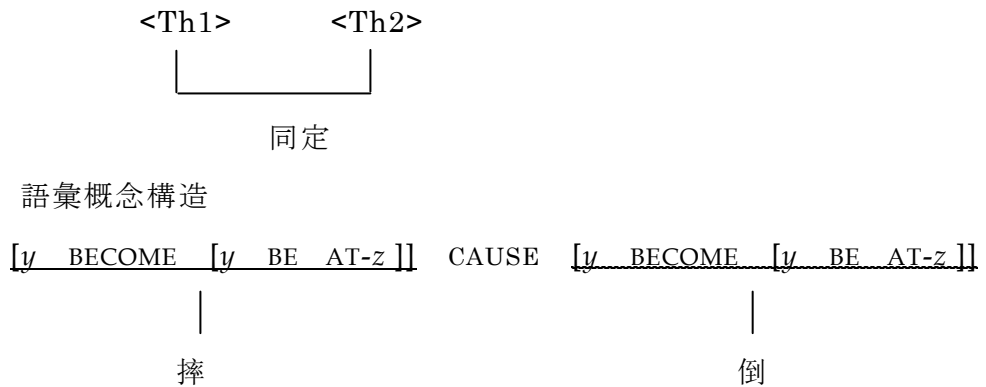 <Th1> <Th2>
同定
語彙概念構造
[y BECOME [y BE AT-z ]] CAUSE [y BECOME [y BE AT-z ]]
摔 倒